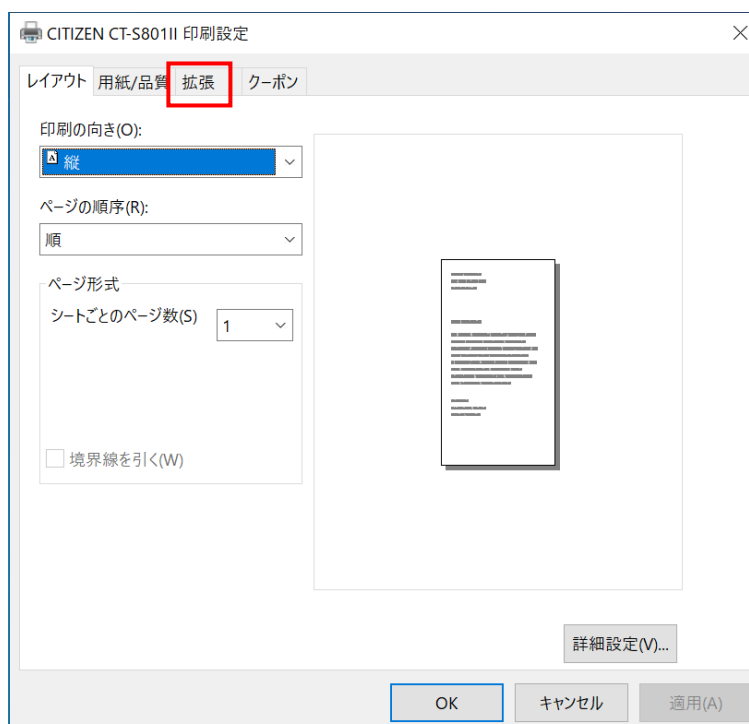 CITIZEN CT-S801II 印刷設定
レイアウト 用紙/品質 拡張 クーポン
印刷の向き(O):
縦
ページの順序(R):
順
ページ形式
シートごとのページ数(S) 1
境界線を引く(W)
詳細設定(V)...
OK キャンセル 適用(A)